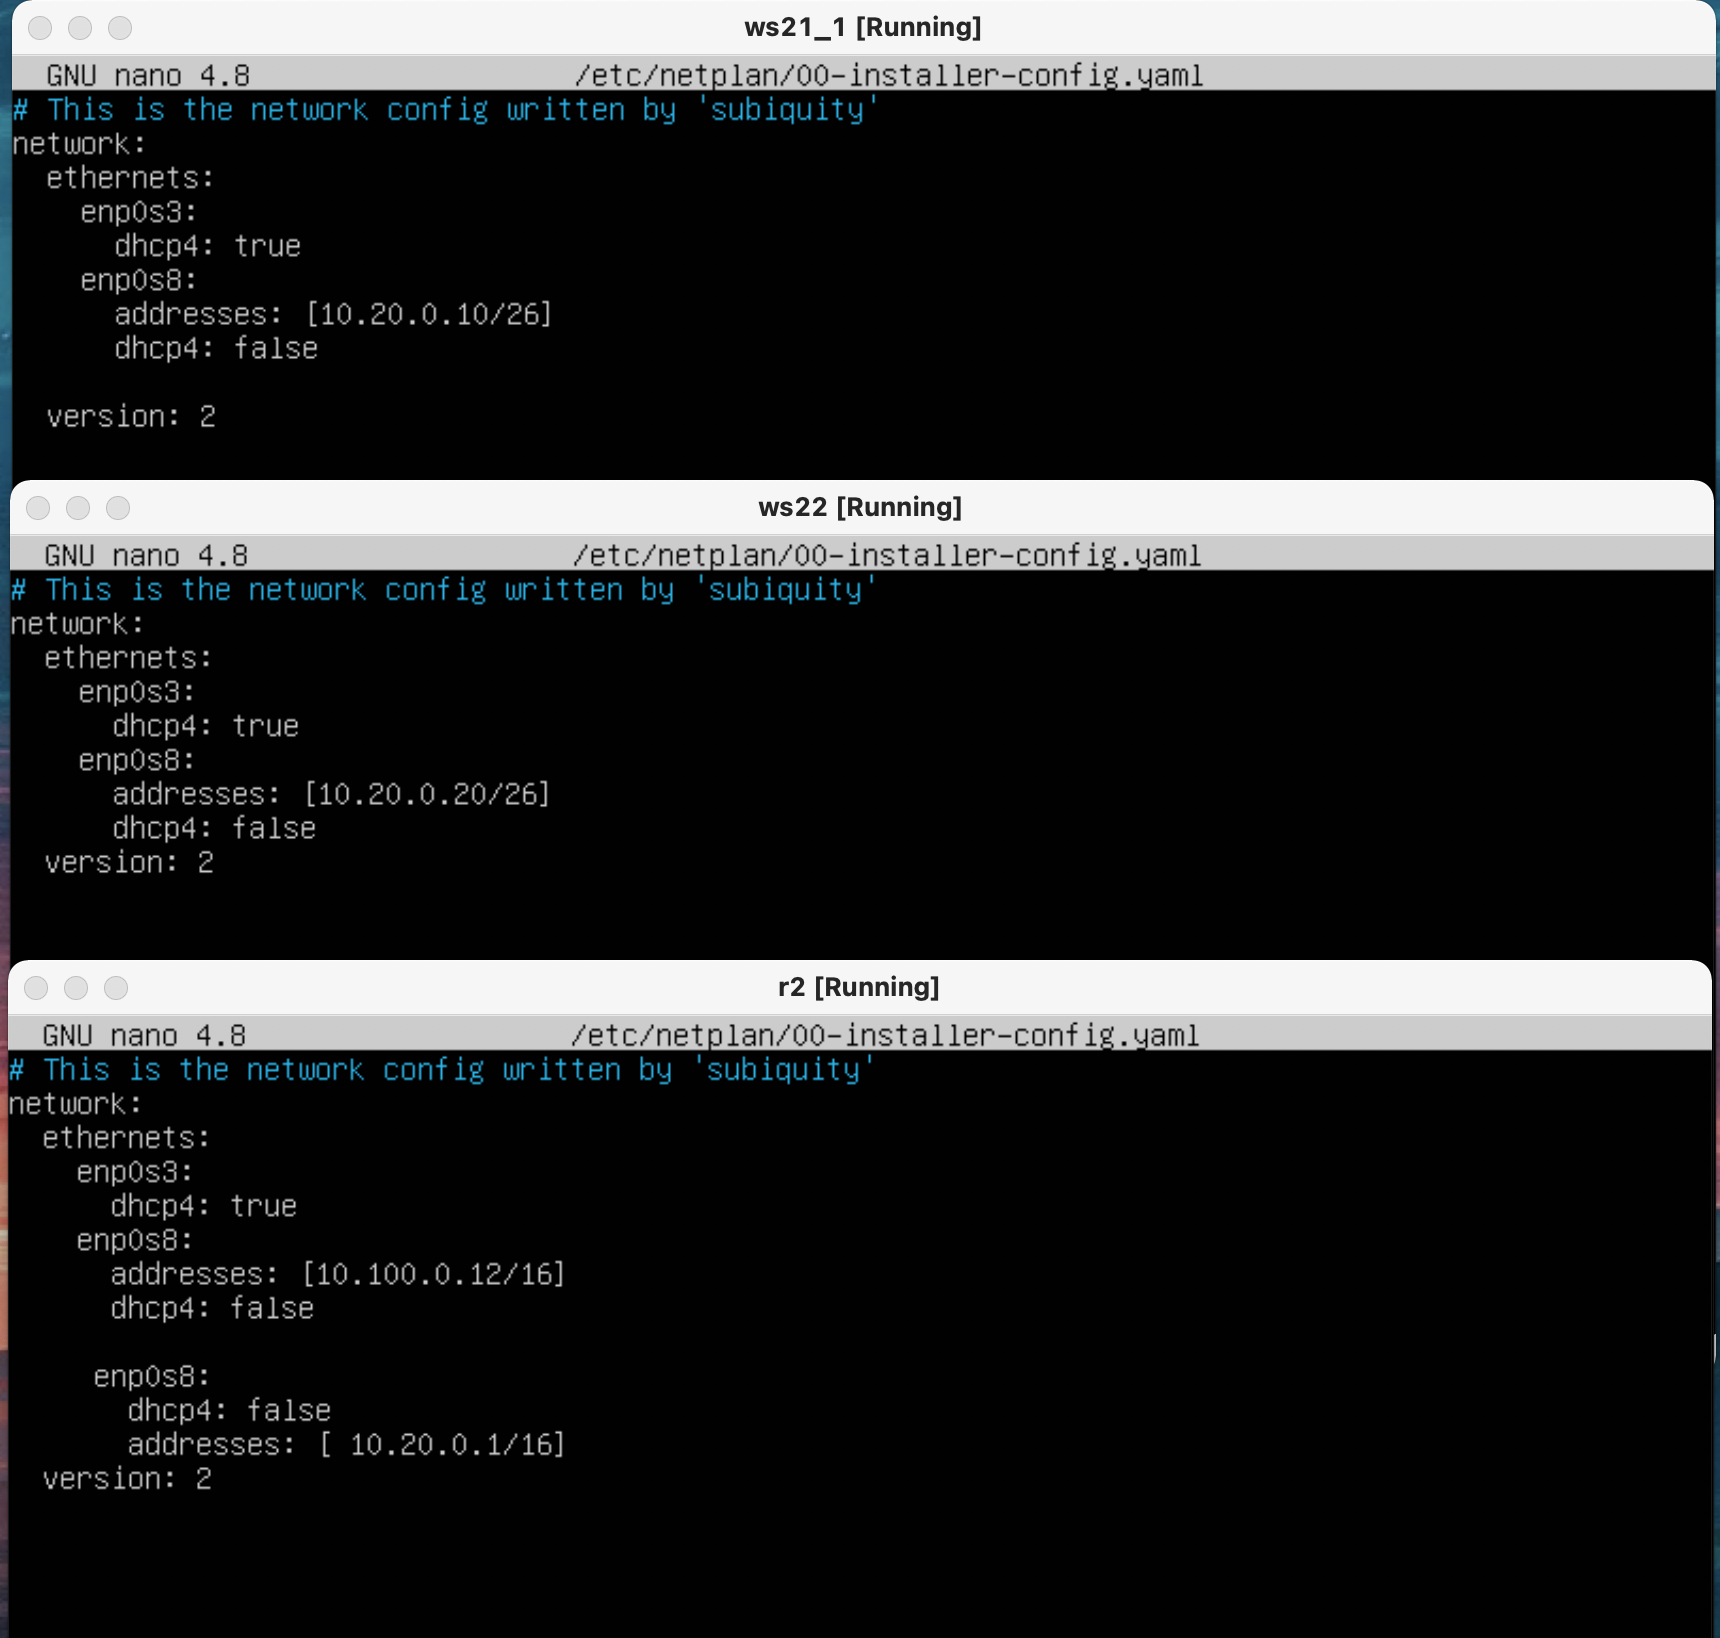 ws21_1 [Running]
GNU nano 4.8 /etc/netplan/00-installer-config.yaml
# This is the network config written by 'subiquity'
network:
  ethernets:
    enp0s3:
      dhcp4: true
    enp0s8:
      addresses: [10.20.0.10/26]
      dhcp4: false
  version: 2
ws22 [Running]
GNU nano 4.8 /etc/netplan/00-installer-config.yaml
# This is the network config written by 'subiquity'
network:
  ethernets:
    enp0s3:
      dhcp4: true
    enp0s8:
      addresses: [10.20.0.20/26]
      dhcp4: false
  version: 2
r2 [Running]
GNU nano 4.8 /etc/netplan/00-installer-config.yaml
# This is the network config written by 'subiquity'
network:
  ethernets:
    enp0s3:
      dhcp4: true
    enp0s8:
      addresses: [10.100.0.12/16]
      dhcp4: false
     enp0s8:
       dhcp4: false
       addresses: [ 10.20.0.1/16]
  version: 2